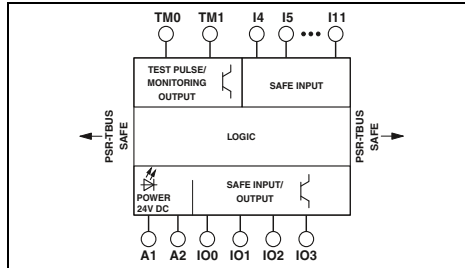 TM0 TM1 I4 I5 I11
TEST PULSE/
MONITORING
OUTPUT
SAFE INPUT
PSR-TBUS
SAFE
LOGIC
PSR-TBUS
SAFE
POWER
24V DC
SAFE INPUT/
OUTPUT
A1 A2 IO0 IO1 IO2 IO3